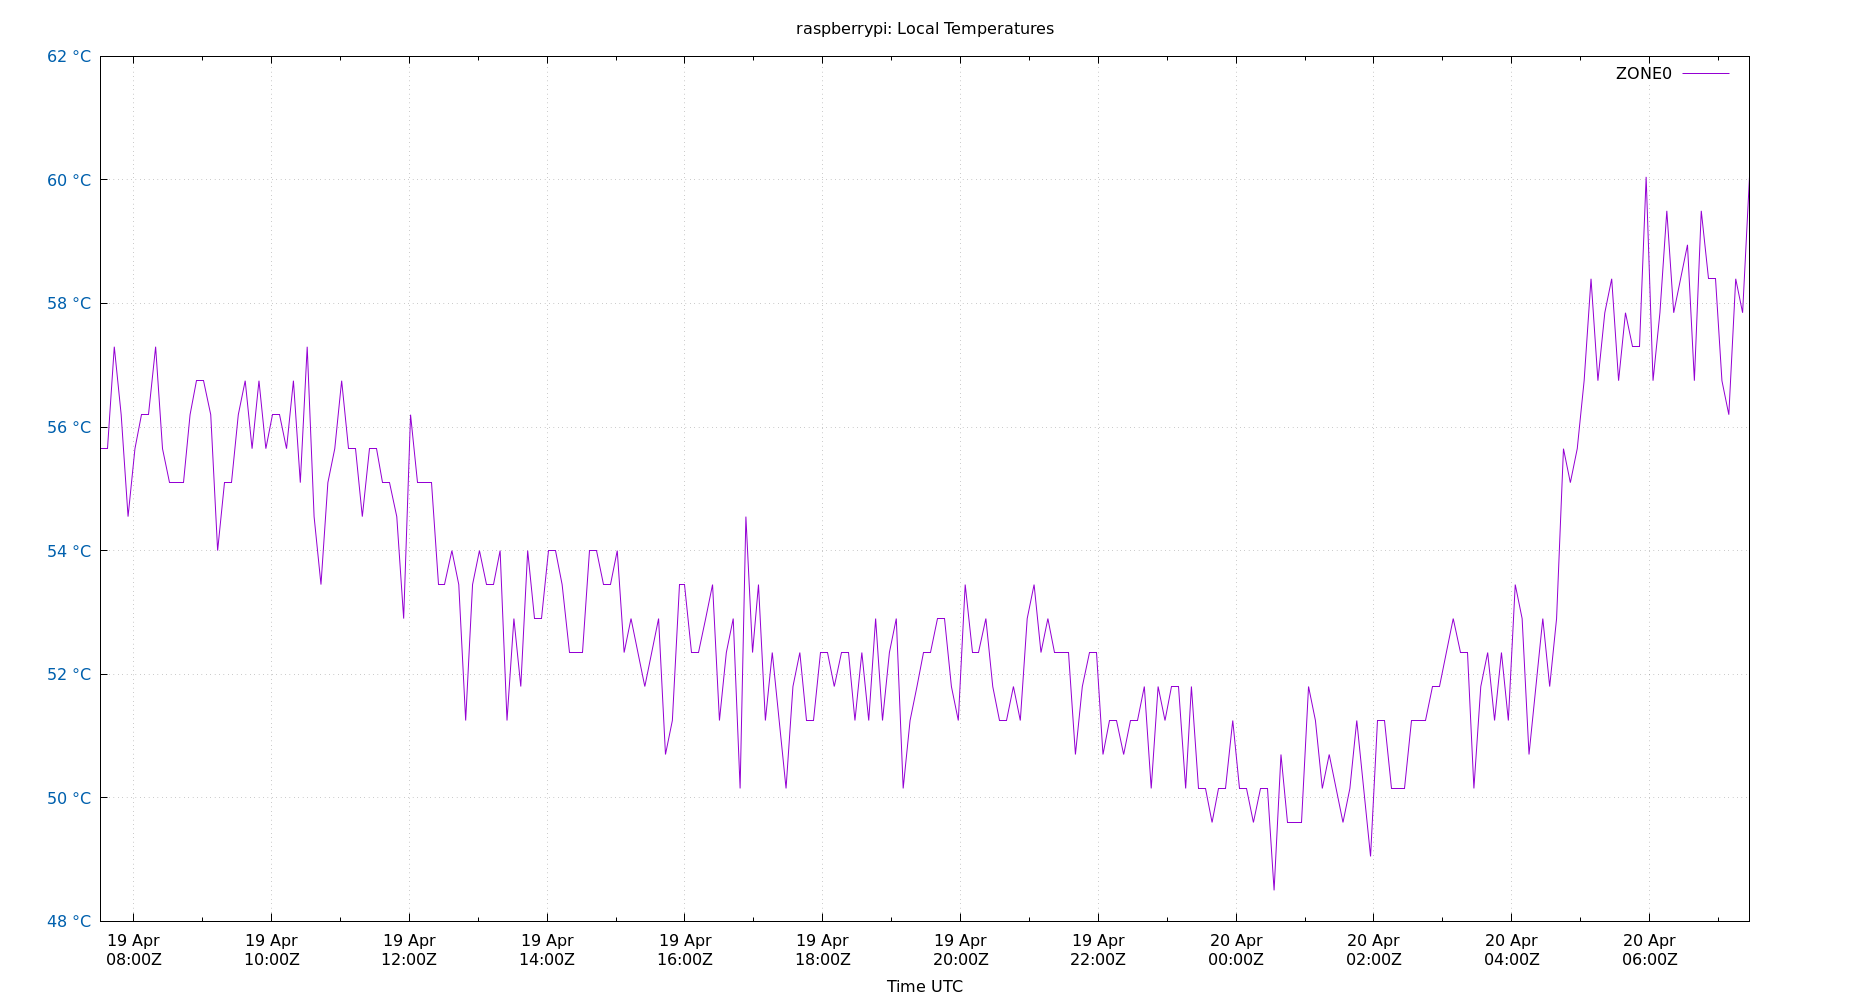 raspberrypi: Local Temperatures
62 °C
ZONE0
60 °C
58 °C
56 °C
54 °C
52 °C
50 °C
48 °C
19 Apr 19 Apr 19 Apr 19 Apr 19 Apr 19 Apr 19 Apr 19 Apr 20 Apr 20 Apr 20 Apr 20 Apr
08:00Z 10:00Z 12:00Z 14:00Z 16:00Z 18:00Z 20:00Z 22:00Z 00:00Z 02:00Z 04:00Z 06:00Z
Time UTC